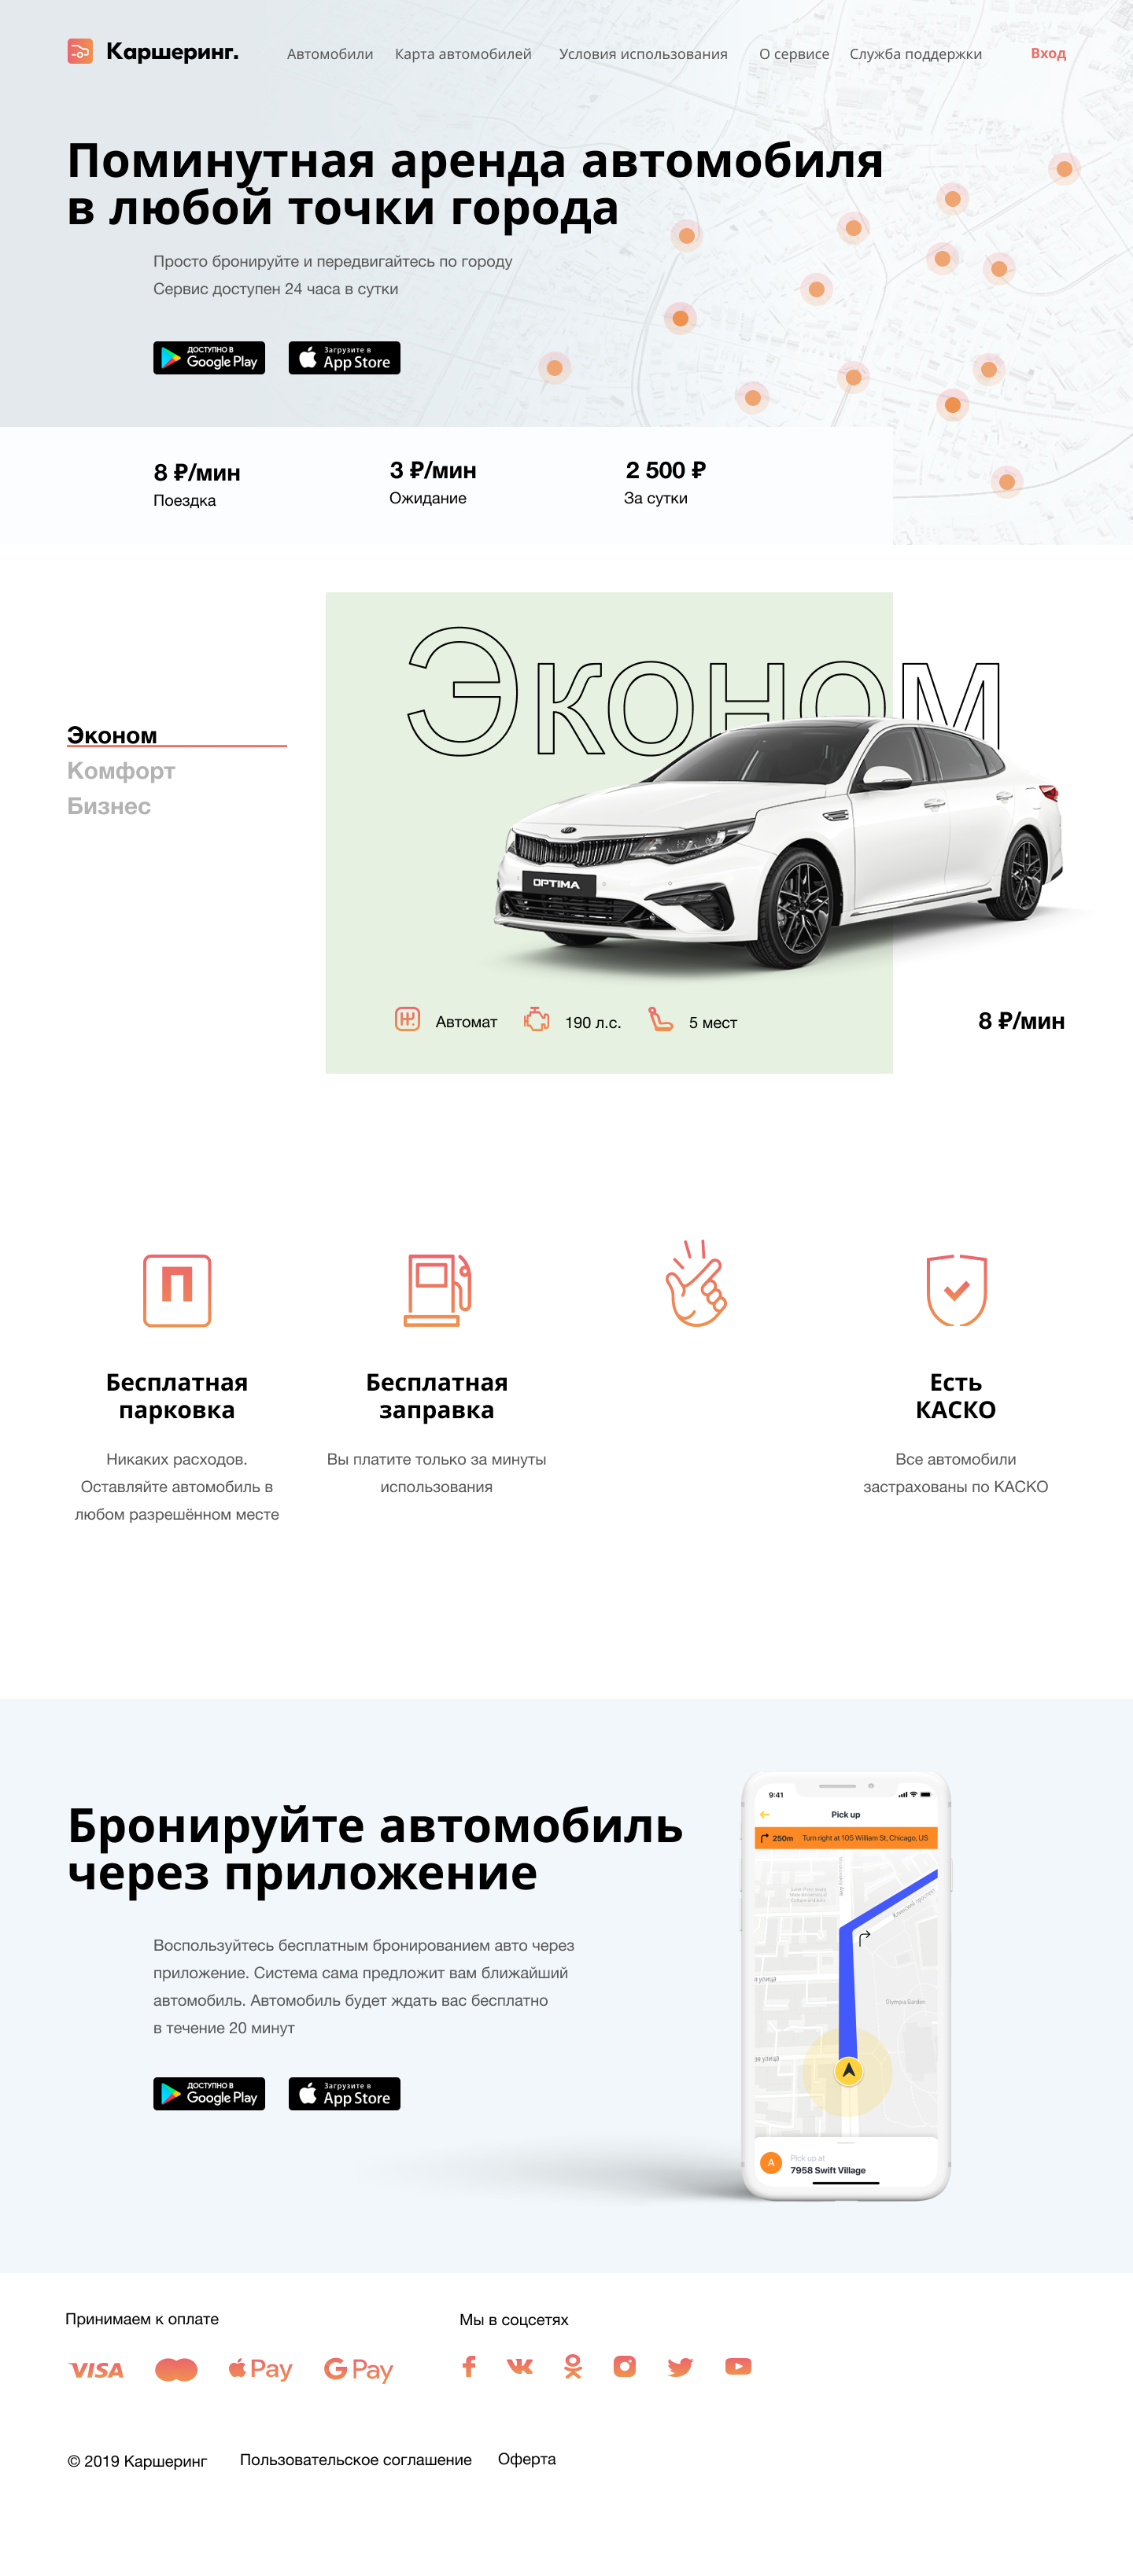 Каршеринг.
Автомобили Карта автомобилей Условия использования О сервисе Служба поддержки Вход
Поминутная аренда автомобиля
в любой точки города
Просто бронируйте и передвигайтесь по городу
Сервис доступен 24 часа в сутки
ДОСТУПНО В
Google Play
Загрузите в
App Store
8 ₽/мин
Поездка
3 ₽/мин
Ожидание
2 500 ₽
За сутки
Эконом
Комфорт
Бизнес
Эконом
OPTIMA
Автомат
190 л.с.
5 мест
8 ₽/мин
П
Бесплатная
парковка
Никаких расходов.
Оставляйте автомобиль в
любом разрешённом месте
Бесплатная
заправка
Вы платите только за минуты
использования
Есть
КАСКО
Все автомобили
застрахованы по КАСКО
Бронируйте автомобиль
через приложение
Воспользуйтесь бесплатным бронированием авто через
приложение. Система сама предложит вам ближайший
автомобиль. Автомобиль будет ждать вас бесплатно
в течение 20 минут
ДОСТУПНО В
Google Play
Загрузите в
App Store
9:41
Pick up
250m Turn right at 105 William St, Chicago, US
Клинский проспект
улица
Olympia Garden
улица
A
Pick up at
7958 Swift Village
Принимаем к оплате
VISA
Pay
G Pay
Мы в соцсетях
© 2019 Каршеринг
Пользовательское соглашение
Оферта